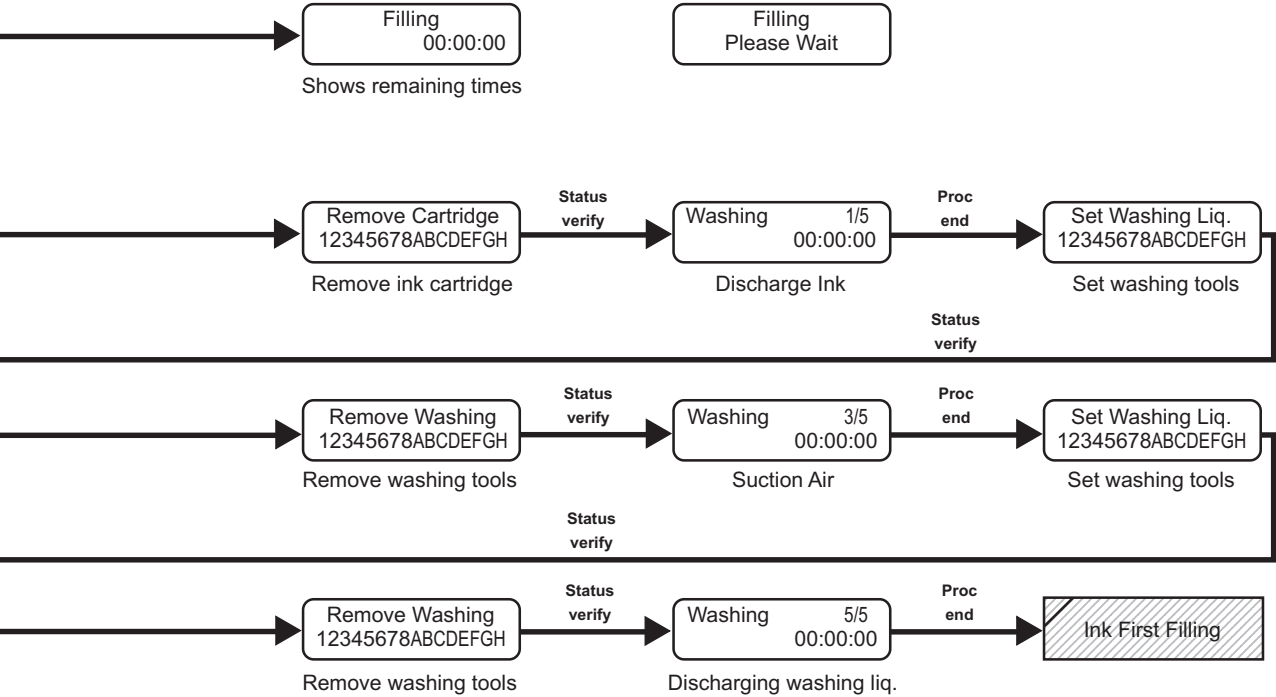 Filling
00:00:00
Filling
Please Wait
Shows remaining times
Remove Cartridge
12345678ABCDEFGH
Status
verify
Washing 1/5
00:00:00
Proc
end
Set Washing Liq.
12345678ABCDEFGH
Remove ink cartridge
Discharge Ink
Set washing tools
Status
verify
Remove Washing
12345678ABCDEFGH
Status
verify
Washing 3/5
00:00:00
Proc
end
Set Washing Liq.
12345678ABCDEFGH
Remove washing tools
Suction Air
Set washing tools
Status
verify
Remove Washing
12345678ABCDEFGH
Status
verify
Washing 5/5
00:00:00
Proc
end
Ink First Filling
Remove washing tools
Discharging washing liq.